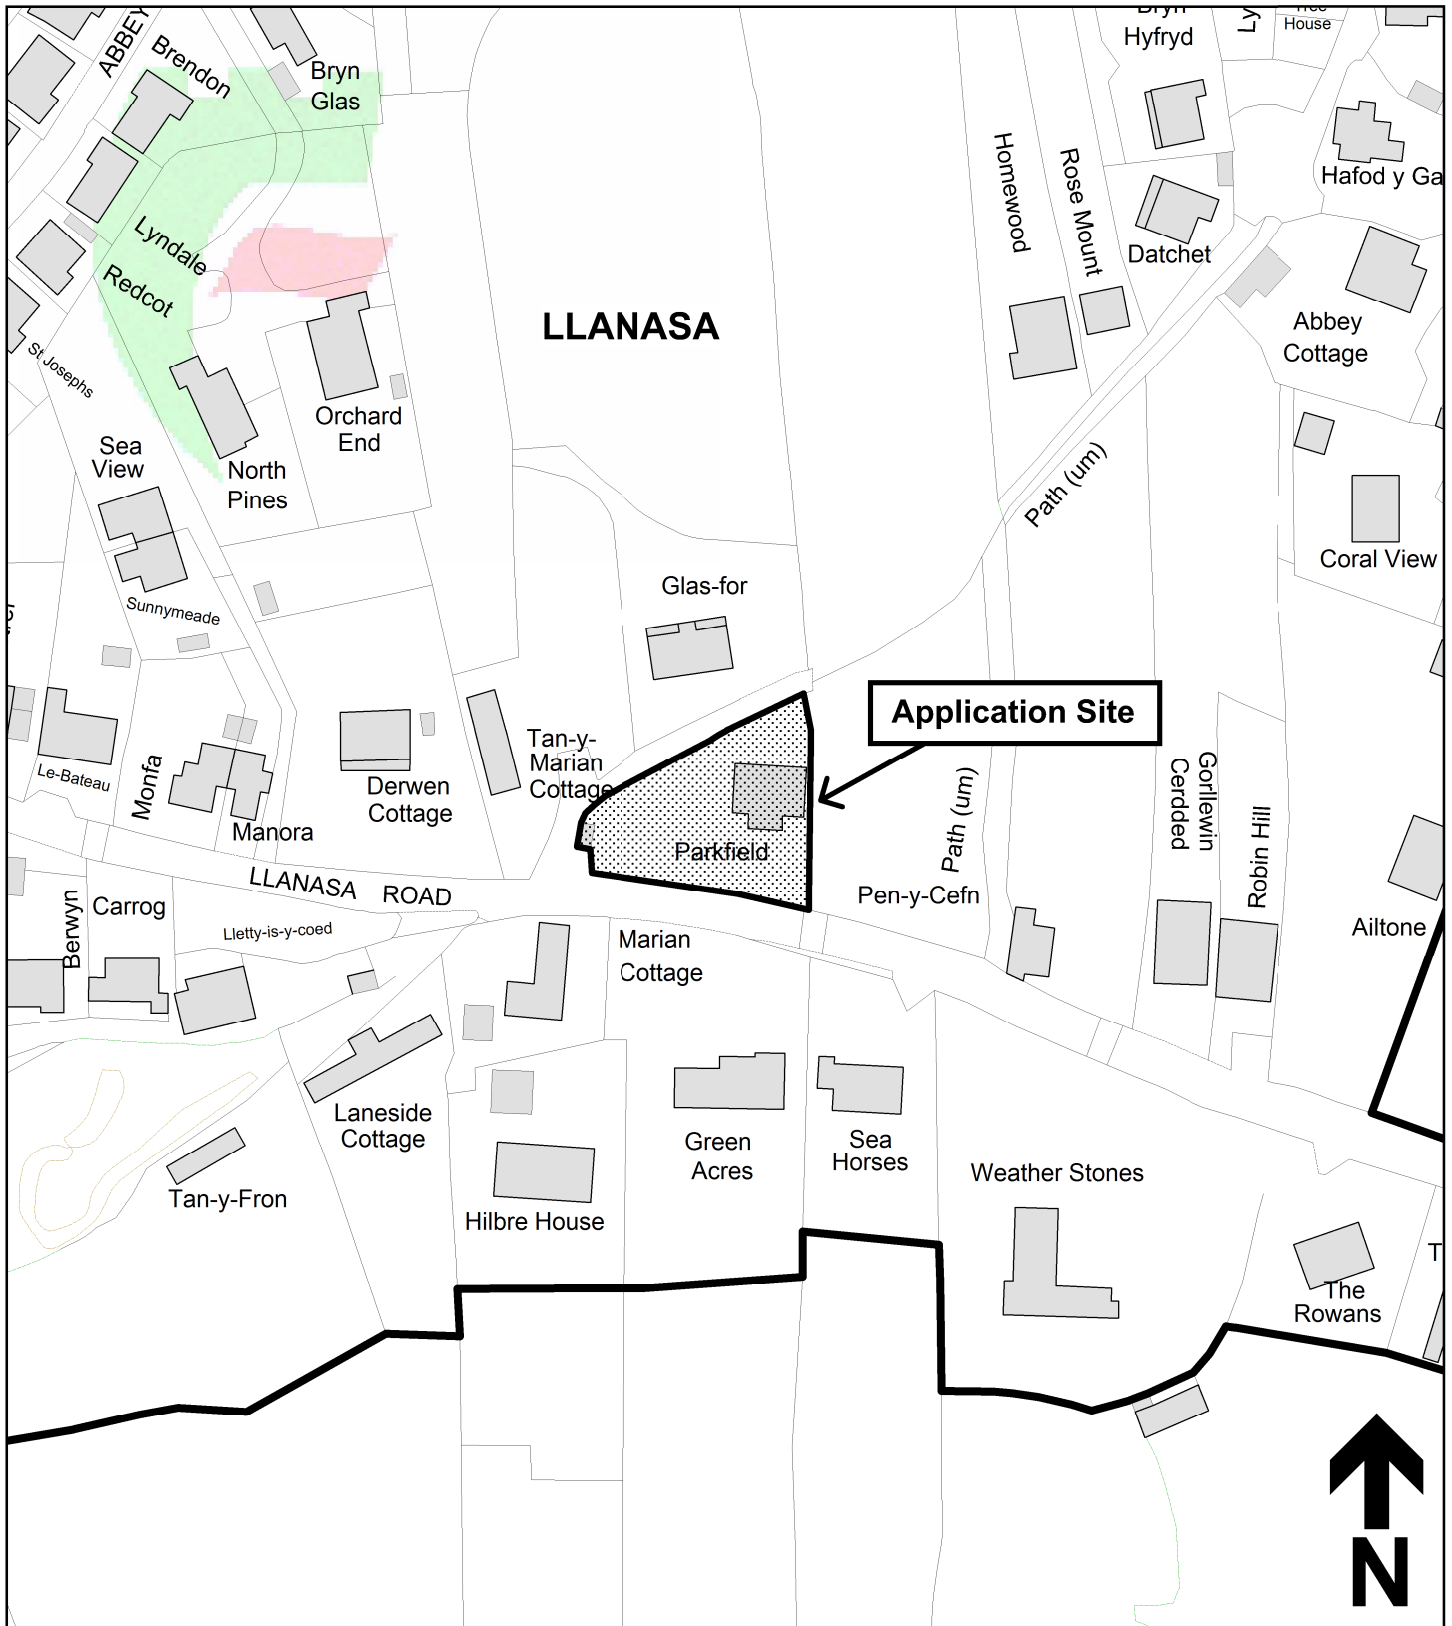 ABBEY
Brendon
Bryn
Glas
Bryn
Hyfryd
Ly
Tree
House
Hafod y Ga
Homewood
Rose Mount
Datchet
Lyndale
Redcot
LLANASA
Abbey
Cottage
St Josephs
Orchard
End
Sea
View
North
Pines
Path (um)
Coral View
Glas-for
Sunnymeade
Application Site
Tan-y-
Marian
Cottage
Le-Bateau
Monfa
Derwen
Cottage
Manora
Parkfield
Path (um)
Gorllewin
Cerdded
Robin Hill
LLANASA ROAD
Pen-y-Cefn
Berwyn
Carrog
Lletty-is-y-coed
Marian
Cottage
Ailtone
Laneside
Cottage
Green
Acres
Sea
Horses
Weather Stones
Tan-y-Fron
Hilbre House
The
Rowans
T
N